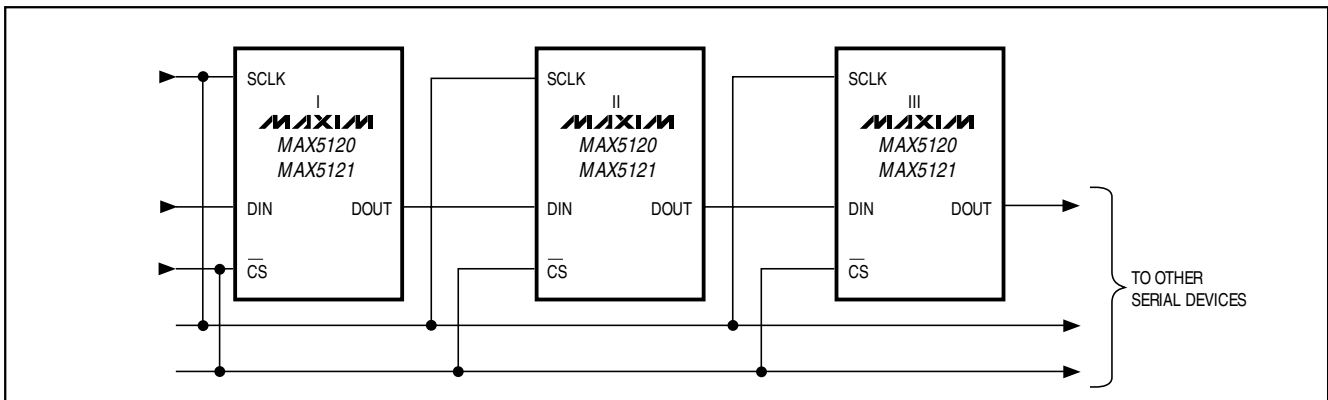 SCLK
I
MAXIM
MAX5120
MAX5121
DIN
DOUT
CS
SCLK
II
MAXIM
MAX5120
MAX5121
DIN
DOUT
CS
SCLK
III
MAXIM
MAX5120
MAX5121
DIN
DOUT
CS
TO OTHER
SERIAL DEVICES